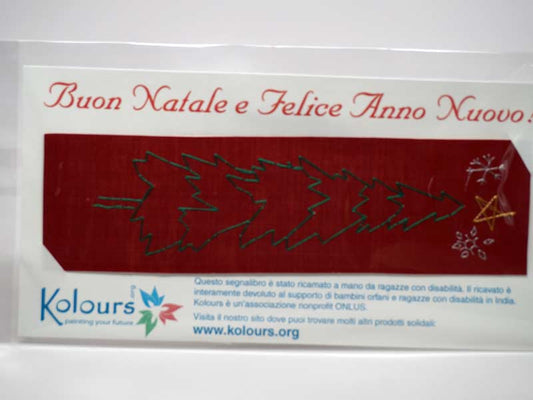 Buon Natale e Felice Anno Nuovo!
Questo segnalibro è stato ricamato a mano da ragazze con disabilità. Il ricavato è
interamente devoluto al supporto di bambini orfani e ragazze con disabilità in India.
Kolours è un'associazione nonprofit ONLUS.
Visita il nostro sito dove puoi trovare molti altri prodotti solidali:
www.kolours.org
Kolours.org
painting your future